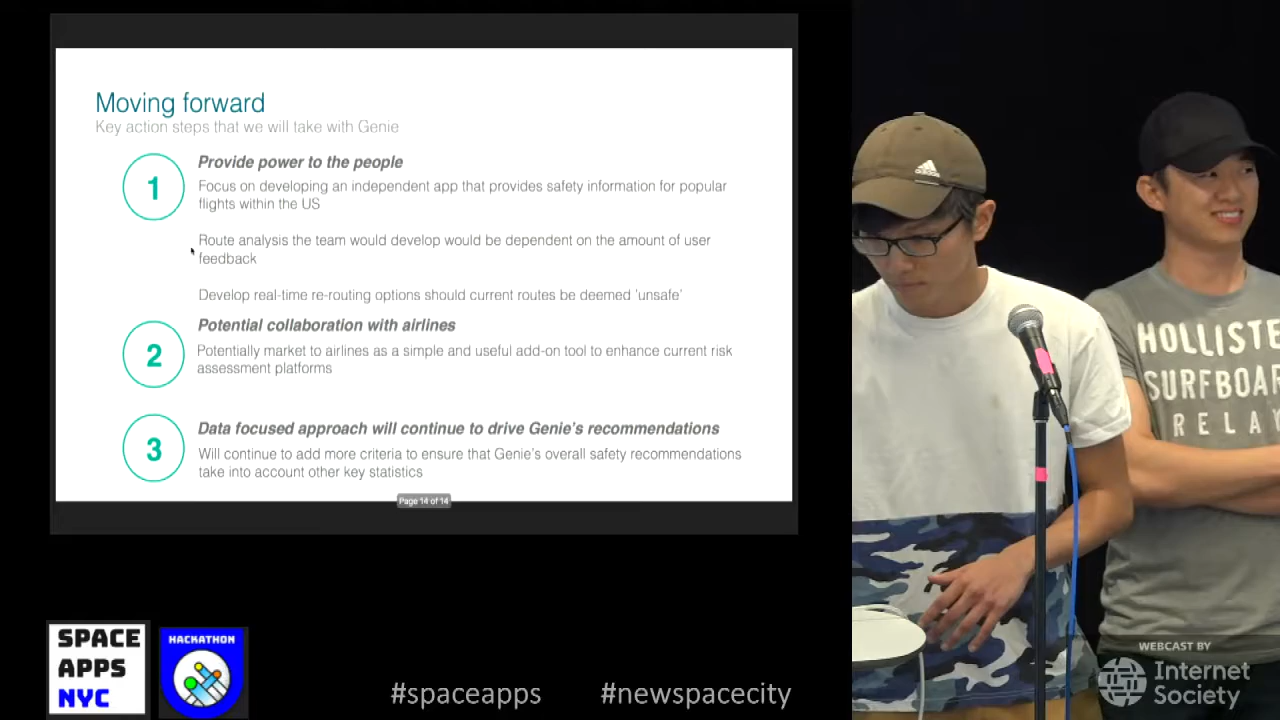 Moving forward
Key action steps that we will take with Genie
1
Provide power to the people
Focus on developing an independent app that provides safety information for popular
flights within the US
Route analysis the team would develop would be dependent on the amount of user
feedback
Develop real-time re-routing options should current routes be deemed 'unsafe'
2
Potential collaboration with airlines
Potentially market to airlines as a simple and useful add-on tool to enhance current risk
assessment platforms
3
Data focused approach will continue to drive Genie's recommendations
Will continue to add more criteria to ensure that Genie's overall safety recommendations
take into account other key statistics
Page 14 of 14
adidas
HOLLISTE
SURFBOAR
RELAY
SPACE
APPS
NYC
HACKATHON
#spaceapps
#newspacecity
WEBCAST BY
Internet
Society